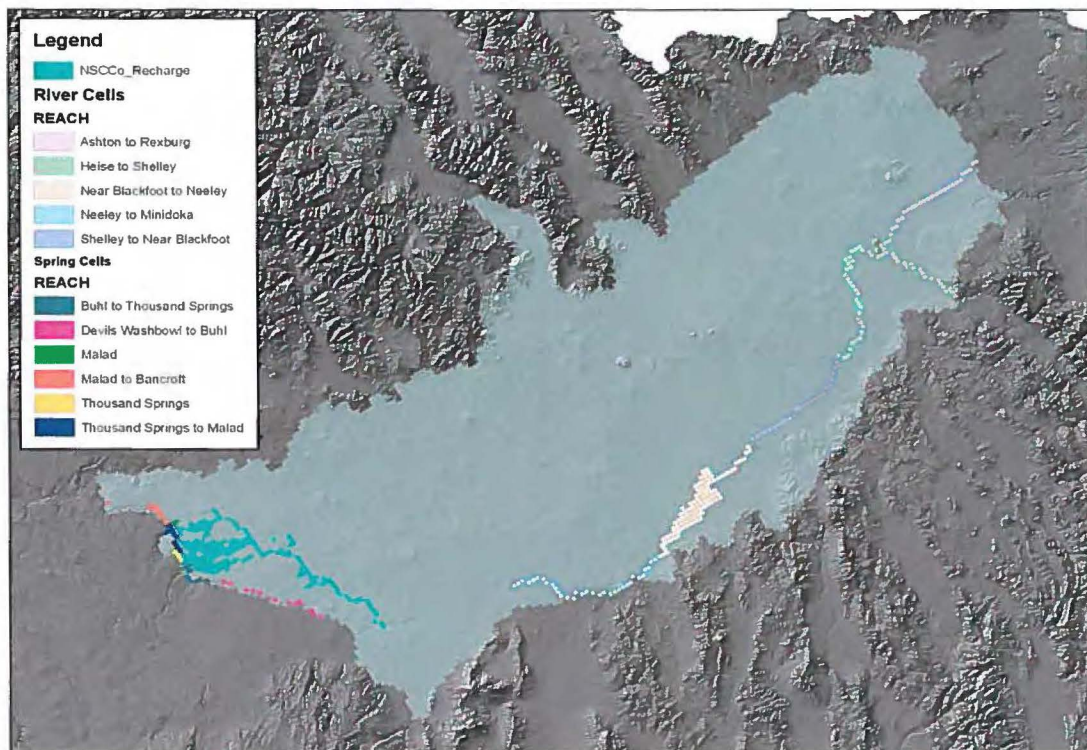 Legend
NSCCo_Recharge
River Cells
REACH
Ashton to Rexburg
Heise to Shelley
Near Blackfoot to Neeley
Neeley to Minidoka
Shelley to Near Blackfoot
Spring Cells
REACH
Buhl to Thousand Springs
Devils Washbowl to Buhl
Malad
Malad to Bancroft
Thousand Springs
Thousand Springs to Malad